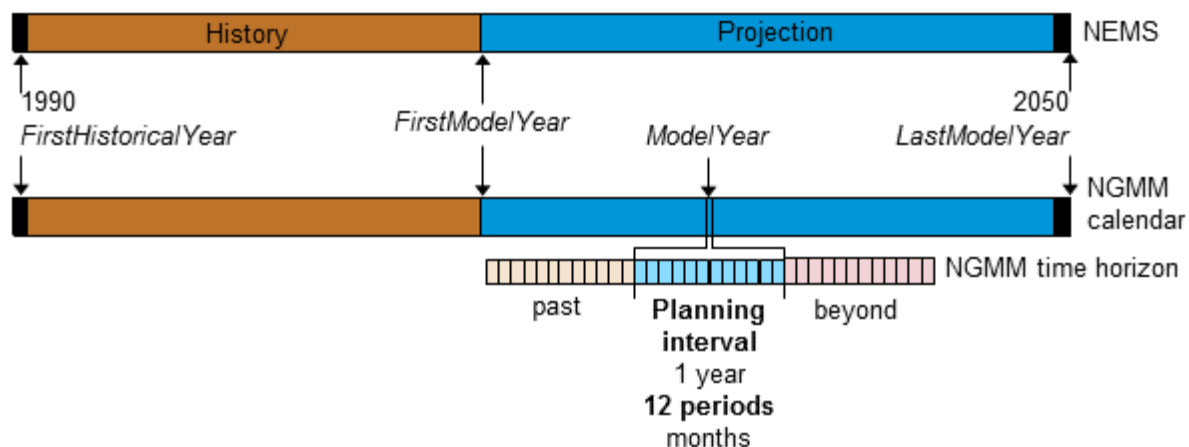 History
Projection
NEMS
1990
FirstHistoricalYear
FirstModelYear
ModelYear
2050
LastModelYear
NGMM
calendar
NGMM time horizon
past
Planning
interval
1 year
12 periods
months
beyond